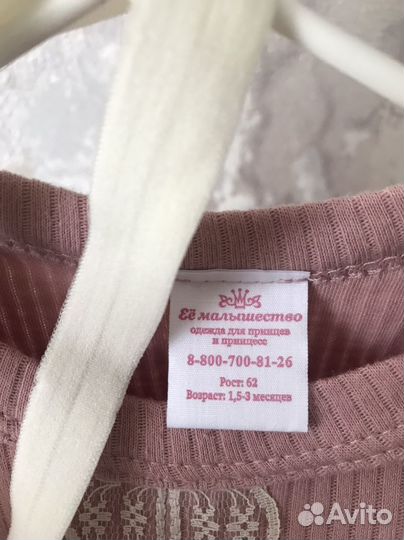 Её малышество
одежда для принцев
и принцесс
8-800-700-81-26
Рост: 62
Возраст: 1,5-3 месяцев
Avito